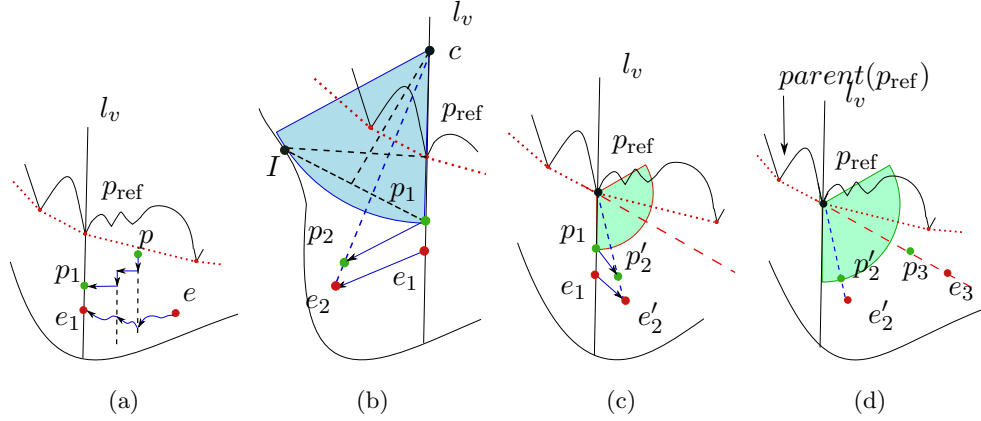 l_v
p_ref
p
p_1
e
e_1
(a)
l_v
c
p_ref
I
p_1
p_2
e_1
e_2
(b)
l_v
p_ref
p_1
p'_2
e_1
e'_2
(c)
parent(p_ref)
l_v
p_ref
p'_2
p_3
e_3
e'_2
(d)